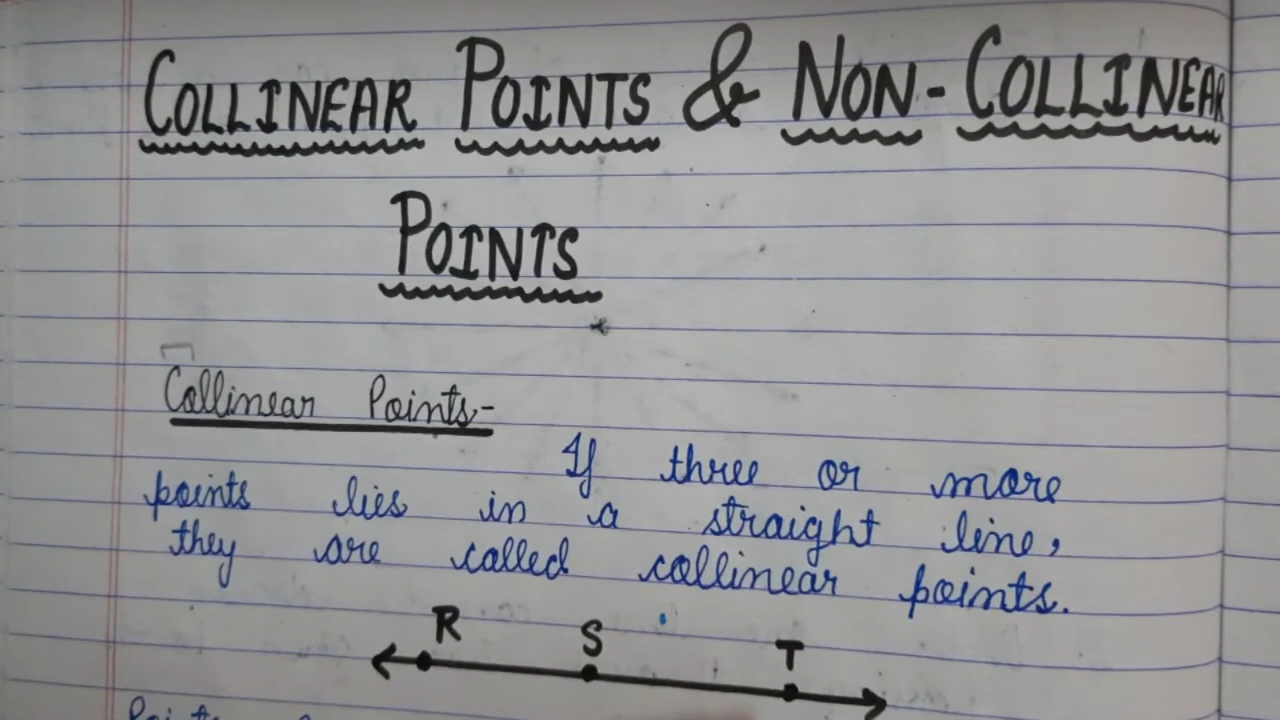 COLLINEAR POINTS & NON-COLLINEAR
POINTS
Collinear Points-
If three or more
points lies in a straight line,
they are called collinear points.
R S T